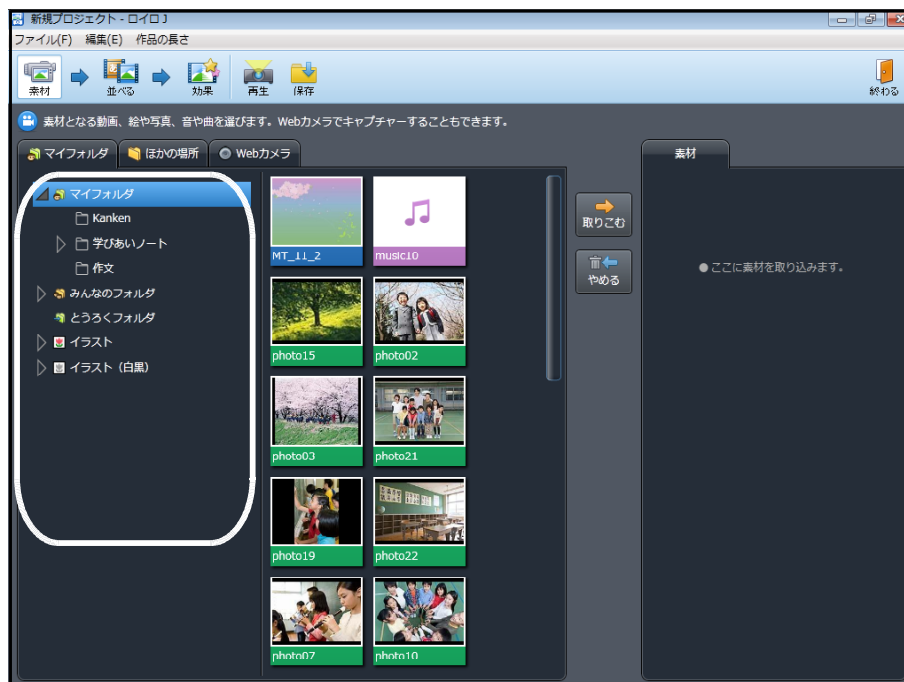 新規プロジェクト - ロイロ J
ファイル(F) 編集(E) 作品の長さ
素材 並べる 効果 再生 保存 終わる
素材となる動画、絵や写真、音や曲を選びます。Webカメラでキャプチャーすることもできます。
マイフォルダ ほかの場所 Webカメラ 素材
マイフォルダ
Kanken
学びあいノート
作文
みんなのフォルダ
とうろくフォルダ
イラスト
イラスト（白黒）
MT_11_2 music10
photo15 photo02
photo03 photo21
photo19 photo22
photo07 photo10
取りこむ
やめる
●ここに素材を取り込みます。